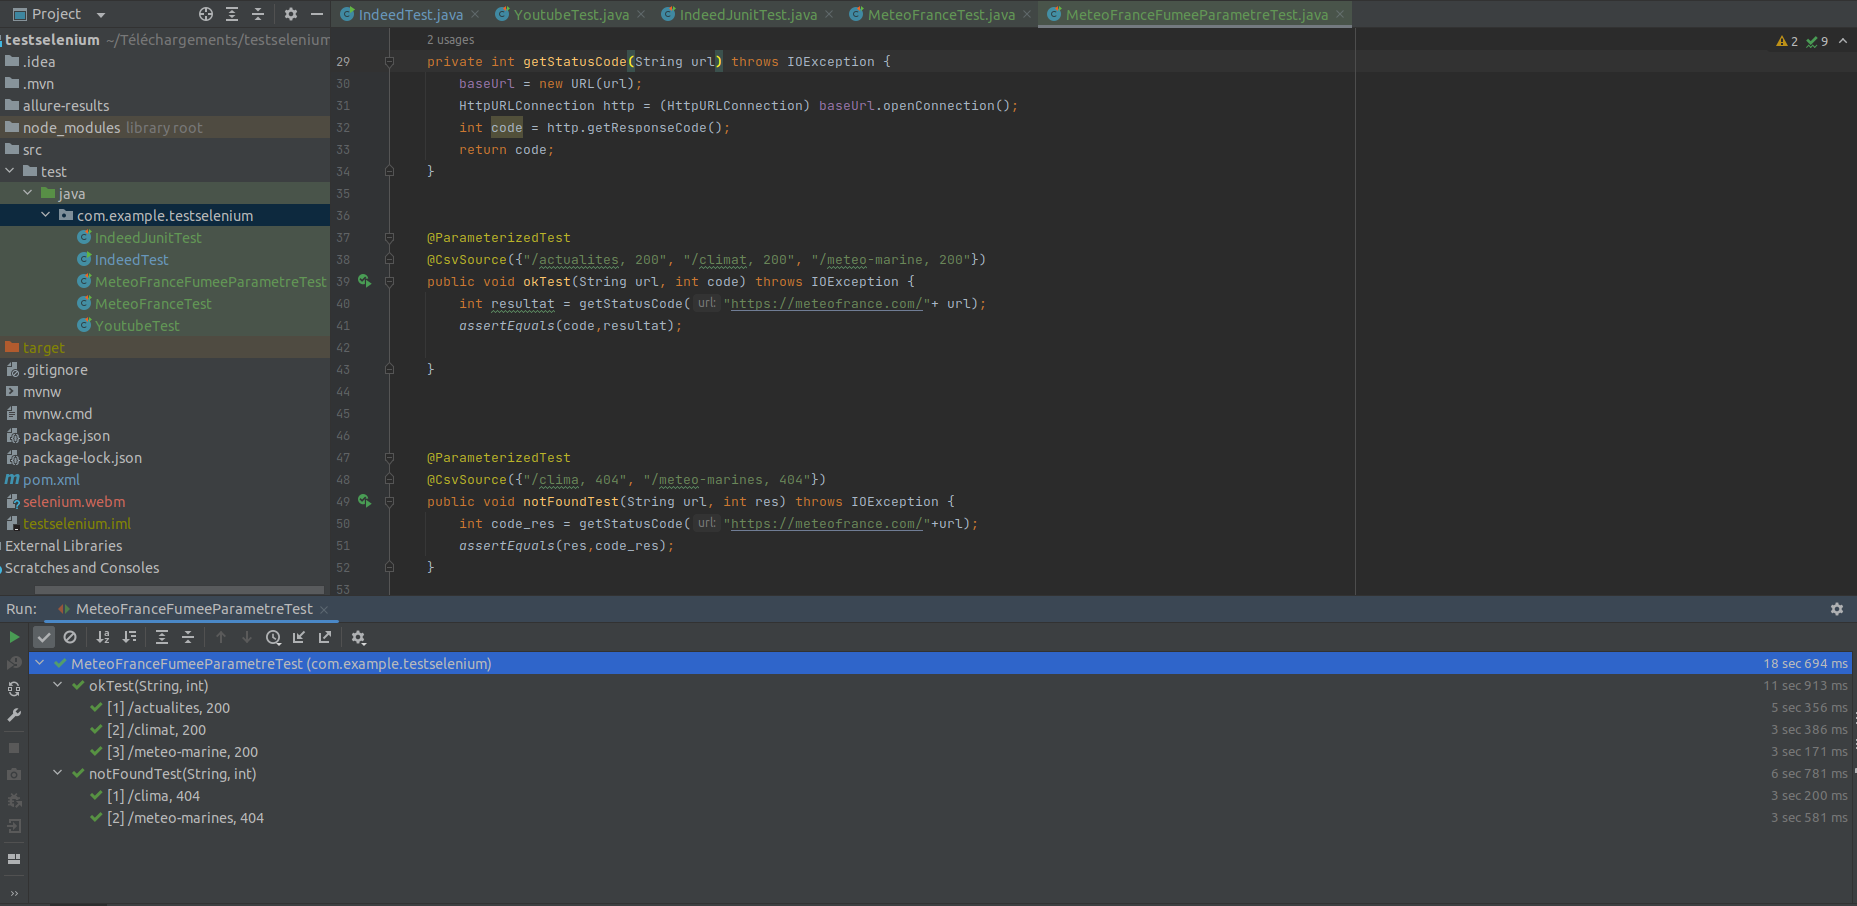 Project
IndeedTest.java
YoutubeTest.java
IndeedJunitTest.java
MeteoFranceTest.java
MeteoFranceFumeeParametreTest.java
testselenium ~/Téléchargements/testselenium
.idea
.mvn
allure-results
node_modules library root
src
test
java
com.example.testselenium
IndeedJunitTest
IndeedTest
MeteoFranceFumeeParametreTest
MeteoFranceTest
YoutubeTest
target
.gitignore
mvnw
mvnw.cmd
package.json
package-lock.json
pom.xml
selenium.webm
testselenium.iml
External Libraries
Scratches and Consoles
2 usages
2 9
29 private int getStatusCode(String url) throws IOException {
30 baseUrl = new URL(url);
31 HttpURLConnection http = (HttpURLConnection) baseUrl.openConnection();
32 int code = http.getResponseCode();
33 return code;
34 }
35
36
37 @ParameterizedTest
38 @CsvSource({"/actualites, 200", "/climat, 200", "/meteo-marine, 200"})
39 public void okTest(String url, int code) throws IOException {
40 int resultat = getStatusCode( url: "https://meteofrance.com/"+ url);
41 assertEquals(code,resultat);
42
43 }
44
45
46
47 @ParameterizedTest
48 @CsvSource({"/clima, 404", "/meteo-marines, 404"})
49 public void notFoundTest(String url, int res) throws IOException {
50 int code_res = getStatusCode( url: "https://meteofrance.com/"+url);
51 assertEquals(res,code_res);
52 }
53
Run: MeteoFranceFumeeParametreTest
MeteoFranceFumeeParametreTest (com.example.testselenium) 18 sec 694 ms
okTest(String, int) 11 sec 913 ms
[1] /actualites, 200 5 sec 356 ms
[2] /climat, 200 3 sec 386 ms
[3] /meteo-marine, 200 3 sec 171 ms
notFoundTest(String, int) 6 sec 781 ms
[1] /clima, 404 3 sec 200 ms
[2] /meteo-marines, 404 3 sec 581 ms